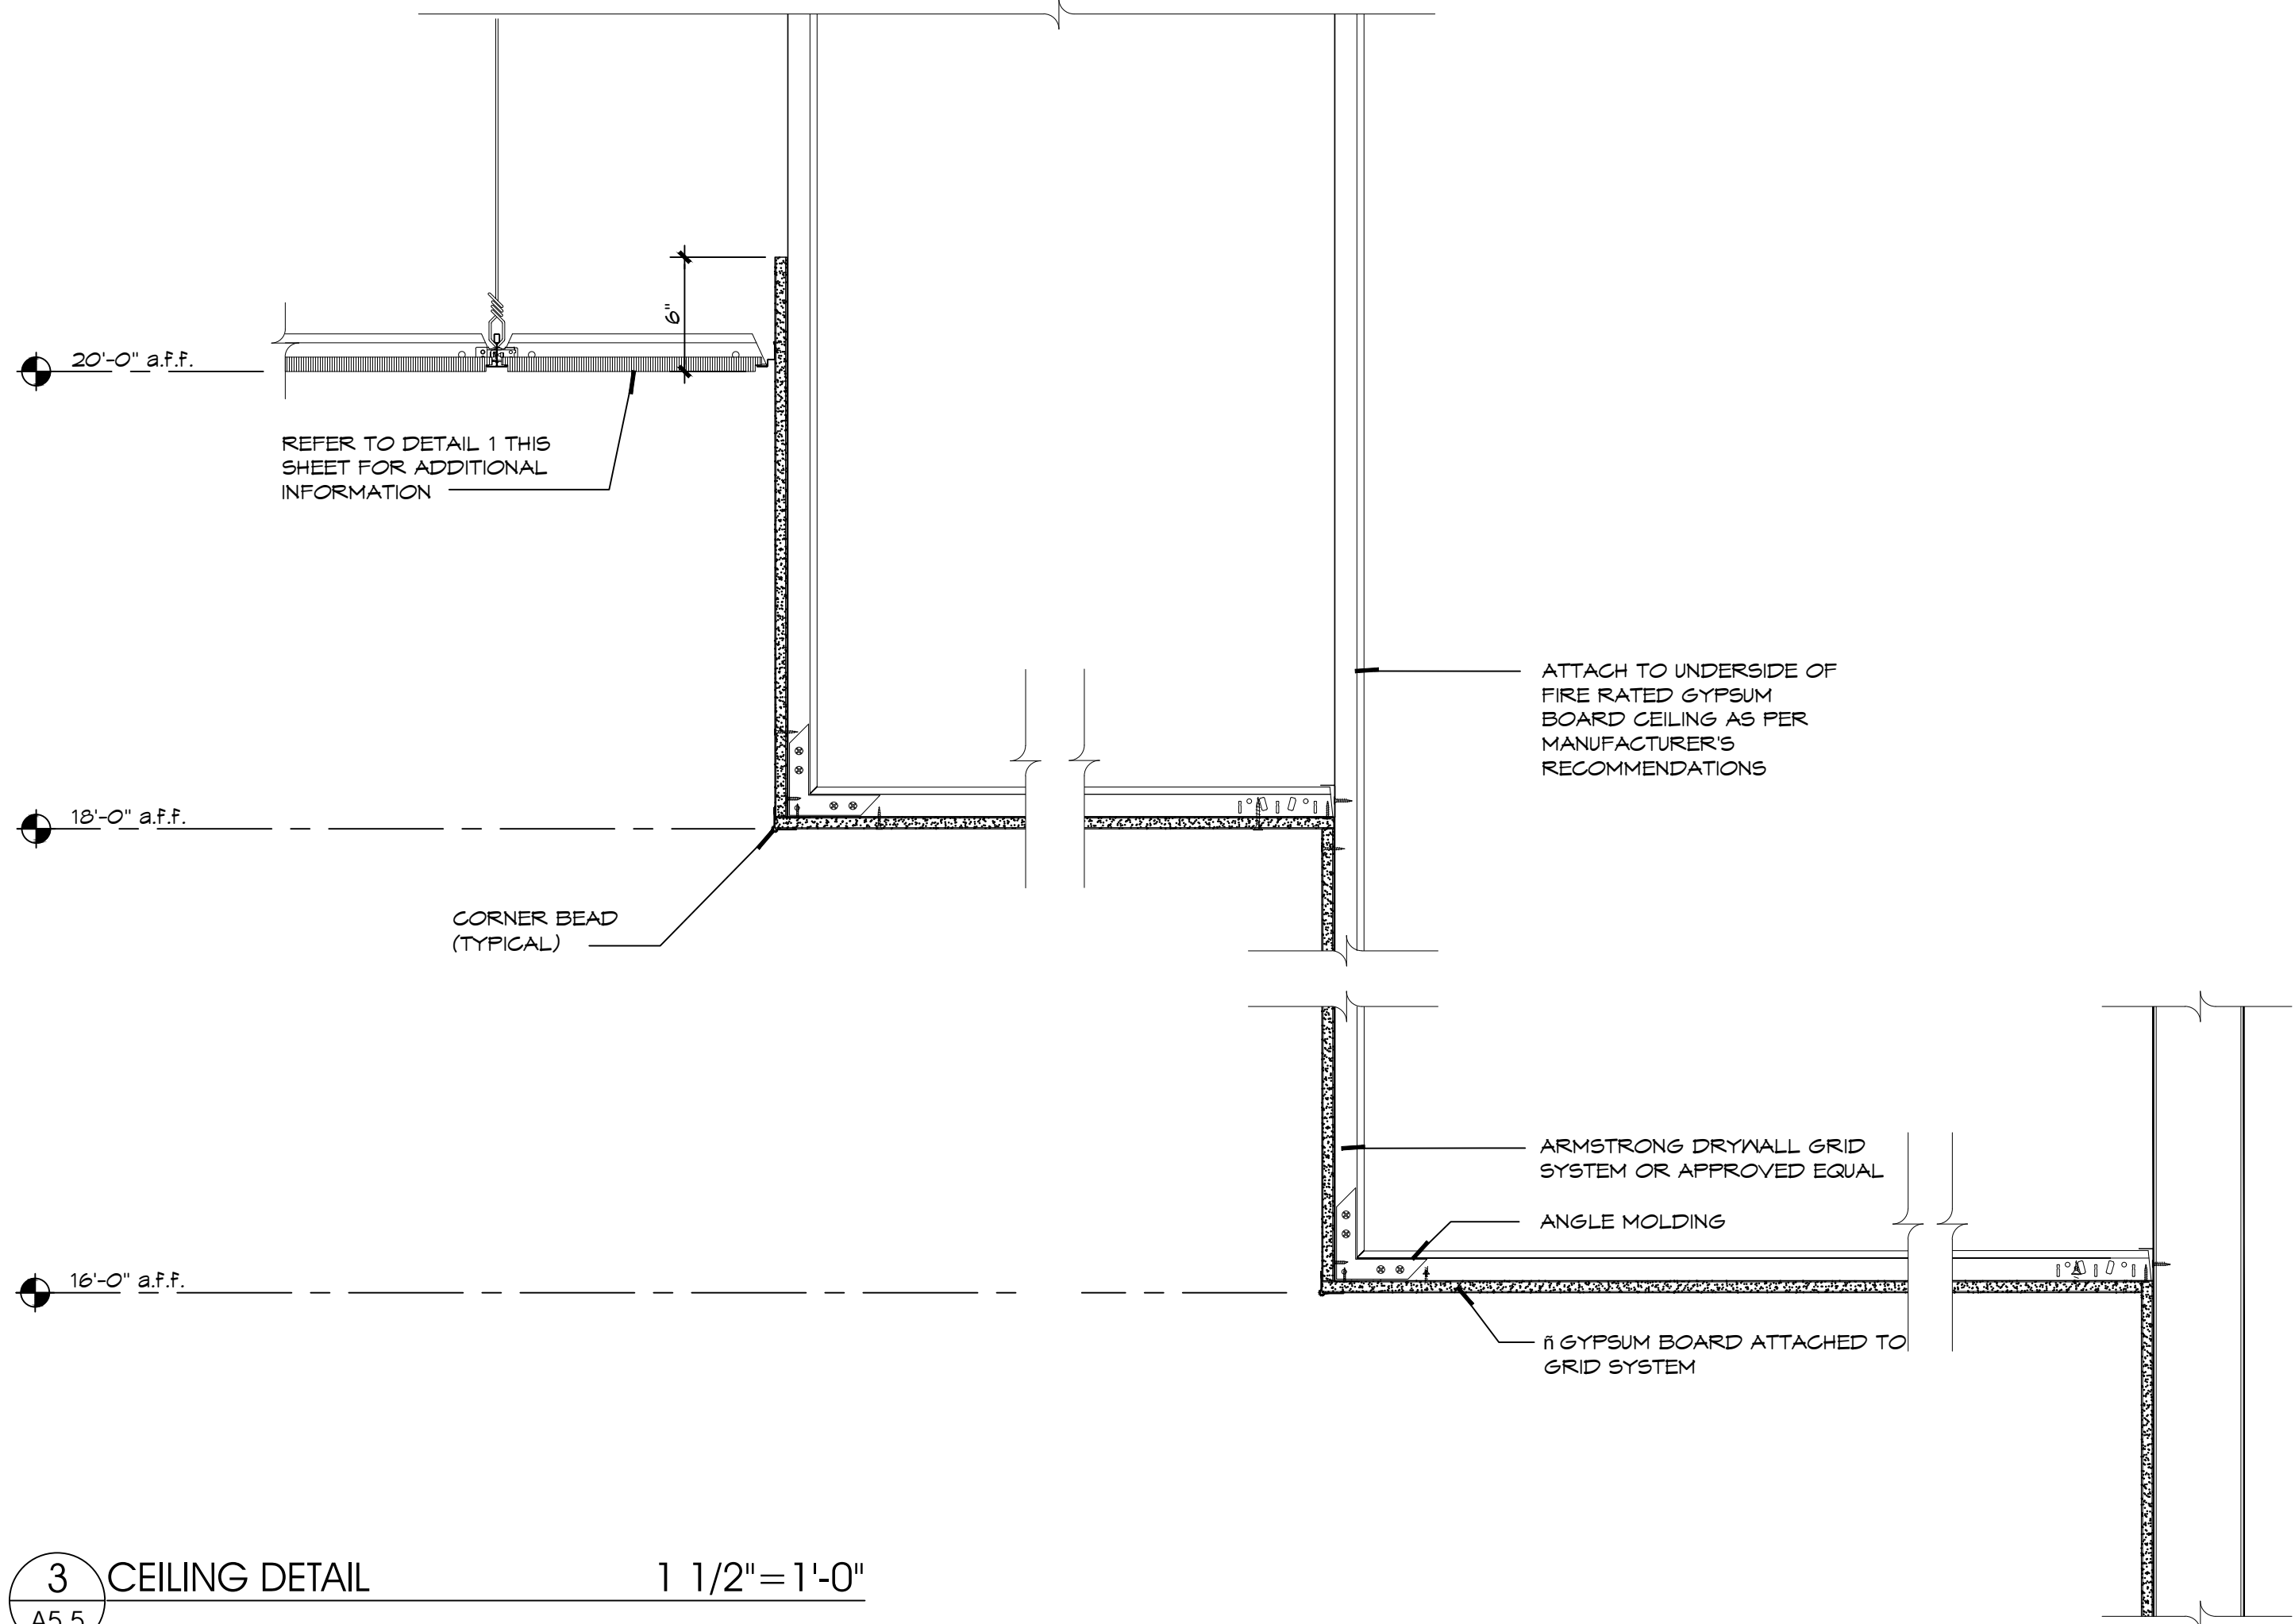 6"
20'-0" a.f.f.
REFER TO DETAIL 1 THIS
SHEET FOR ADDITIONAL
INFORMATION
ATTACH TO UNDERSIDE OF
FIRE RATED GYPSUM
BOARD CEILING AS PER
MANUFACTURER'S
RECOMMENDATIONS
18'-0" a.f.f.
CORNER BEAD
(TYPICAL)
ARMSTRONG DRYWALL GRID
SYSTEM OR APPROVED EQUAL
ANGLE MOLDING
16'-0" a.f.f.
ñ GYPSUM BOARD ATTACHED TO
GRID SYSTEM
3 CEILING DETAIL 1 1/2"=1'-0"
A5.5